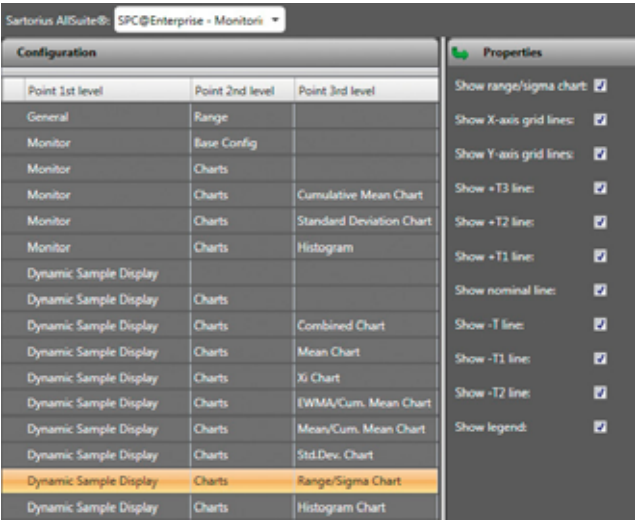 Sartorius AllSuite®: SPC@Enterprise - Monitorii
Configuration
Point 1st level Point 2nd level Point 3rd level
General Range
Monitor Base Config
Monitor Charts
Monitor Charts Cumulative Mean Chart
Monitor Charts Standard Deviation Chart
Monitor Charts Histogram
Dynamic Sample Display
Dynamic Sample Display Charts
Dynamic Sample Display Charts Combined Chart
Dynamic Sample Display Charts Mean Chart
Dynamic Sample Display Charts Xi Chart
Dynamic Sample Display Charts EWMA/Cum. Mean Chart
Dynamic Sample Display Charts Mean/Cum. Mean Chart
Dynamic Sample Display Charts Std.Dev. Chart
Dynamic Sample Display Charts Range/Sigma Chart
Dynamic Sample Display Charts Histogram Chart
Properties
Show range/sigma chart:
Show X-axis grid lines:
Show Y-axis grid lines:
Show +T3 line:
Show +T2 line:
Show +T1 line:
Show nominal line:
Show -T line:
Show -T1 line:
Show -T2 line:
Show legend: